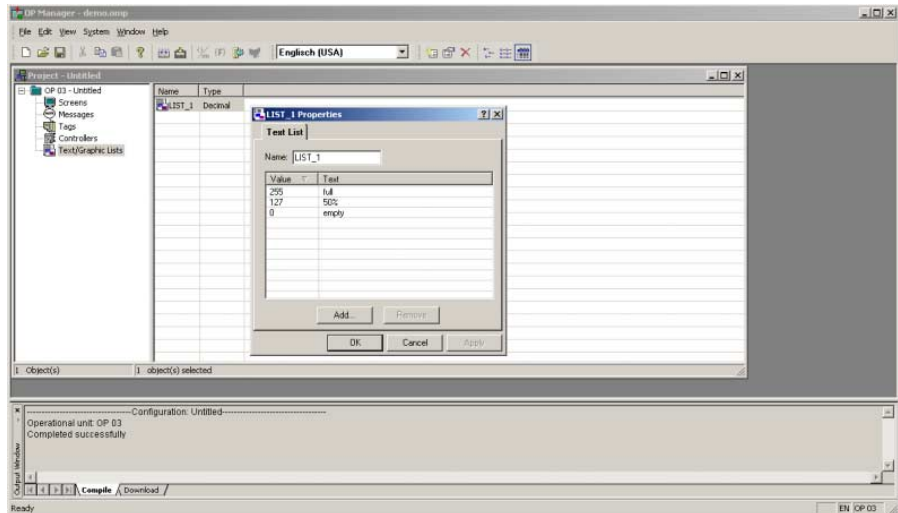 OP Manager - demo.omp
File Edit View System Window Help
Englisch (USA)
Project - Untitled
OP 03 - Untitled
Screens
Messages
Tags
Controllers
Text/Graphic Lists
Name Type
LIST_1 Decimal
LIST_1 Properties
Text List
Name: LIST_1
Value Text
255 full
127 50%
0 empty
Add... Remove
OK Cancel Apply
1 Object(s) 1 object(s) selected
Configuration: Untitled
Operational unit: OP 03
Completed successfully
Output Window
Compile Download
Ready EN OP 03